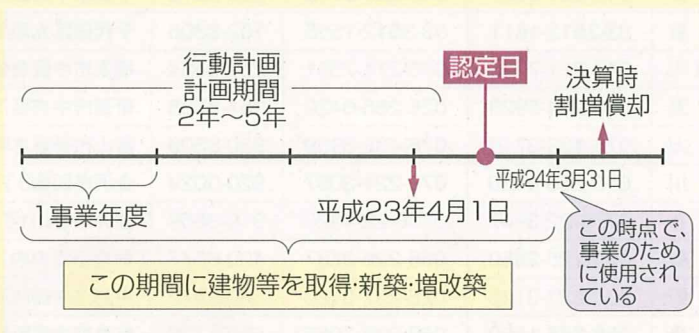 行動計画
計画期間
2年～5年
認定日
決算時
割増償却
1事業年度
平成23年4月1日
平成24年3月31日
この時点で、
事業のため
に使用され
ている
この期間に建物等を取得・新築・増改築